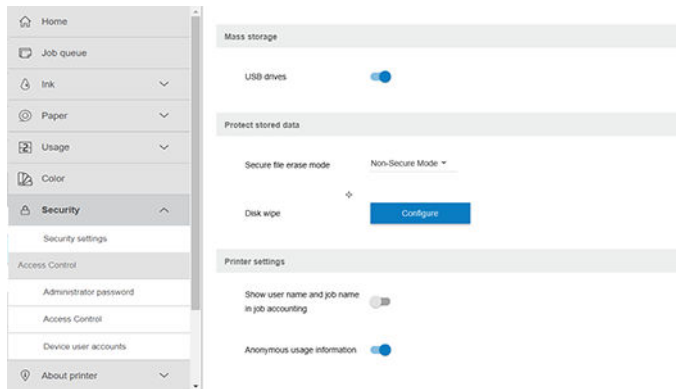 Home
Job queue
Ink
Paper
Usage
Color
Security
Security settings
Access Control
Administrator password
Access Control
Device user accounts
About printer
Mass storage
USB drives
Protect stored data
Secure file erase mode
Non-Secure Mode
Disk wipe
Configure
Printer settings
Show user name and job name
in job accounting
Anonymous usage information